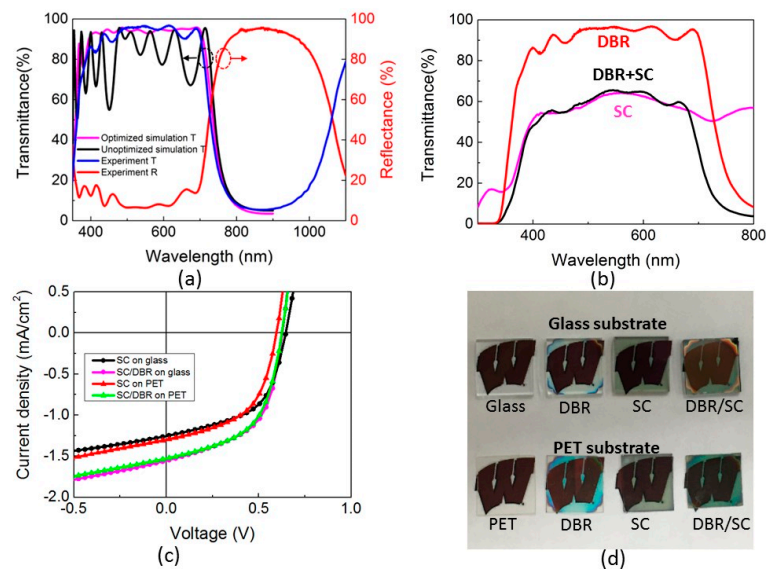 100
80
60
40
20
0
Transmittance(%)
400
600
800
1000
Wavelength (nm)
100
80
60
40
20
0
Reflectance (%)
Optimized simulation T
Unoptimized simulation T
Experiment T
Experiment R
(a)
100
80
60
40
20
0
Transmittance(%)
400
600
800
Wavelength (nm)
DBR
DBR+SC
SC
(b)
0.5
0.0
-0.5
-1.0
-1.5
-2.0
Current density (mA/cm²)
-0.5
0.0
0.5
1.0
Voltage (V)
SC on glass
SC/DBR on glass
SC on PET
SC/DBR on PET
(c)
Glass substrate
Glass DBR SC DBR/SC
PET substrate
PET DBR SC DBR/SC
(d)